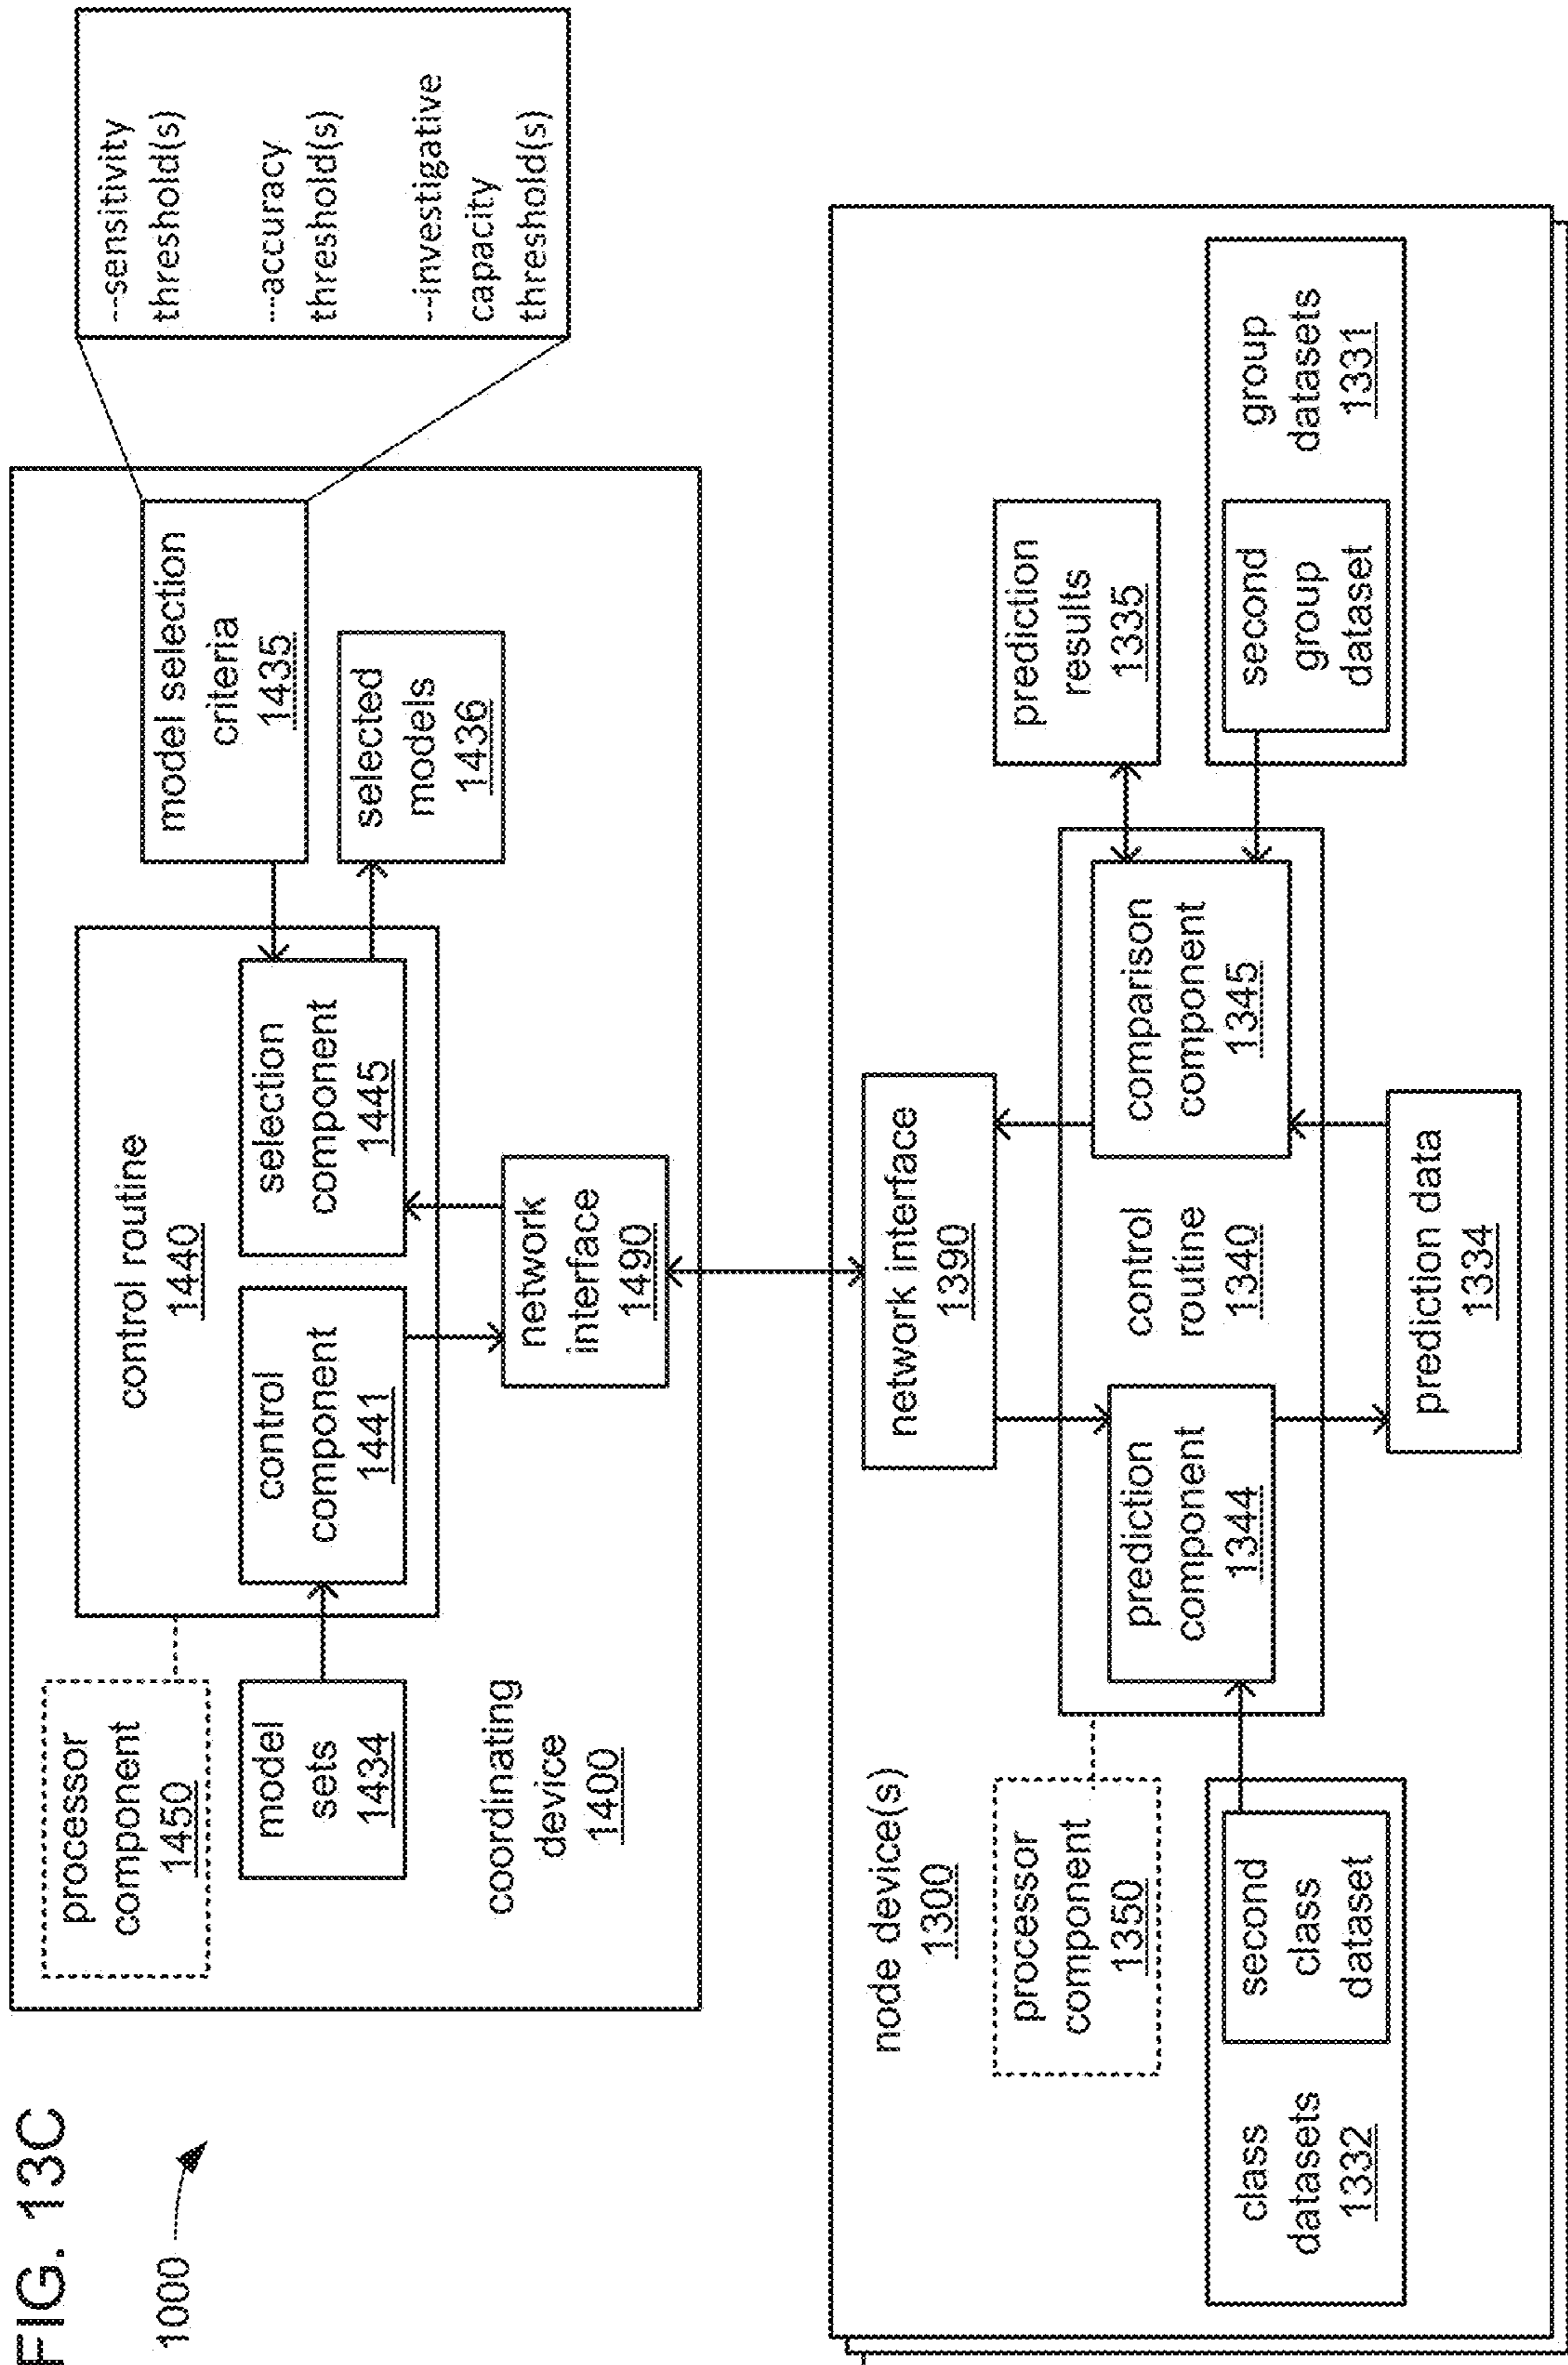 FIG. 13C
1000
processor
component
1450
control routine
1440
model selection
criteria
1435
--sensitivity
threshold(s)
---accuracy
threshold(s)
--investigative
capacity
threshold(s)
model
sets
1434
control
component
1441
selection
component
1445
selected
models
1436
coordinating
device
1400
network
interface
1490
node device(s)
1300
network interface
1390
processor
component
1350
prediction
component
1344
control
routine
1340
comparison
component
1345
prediction
results
1335
class
datasets
1332
second
class
dataset
second
group
dataset
group
datasets
1331
prediction data
1334